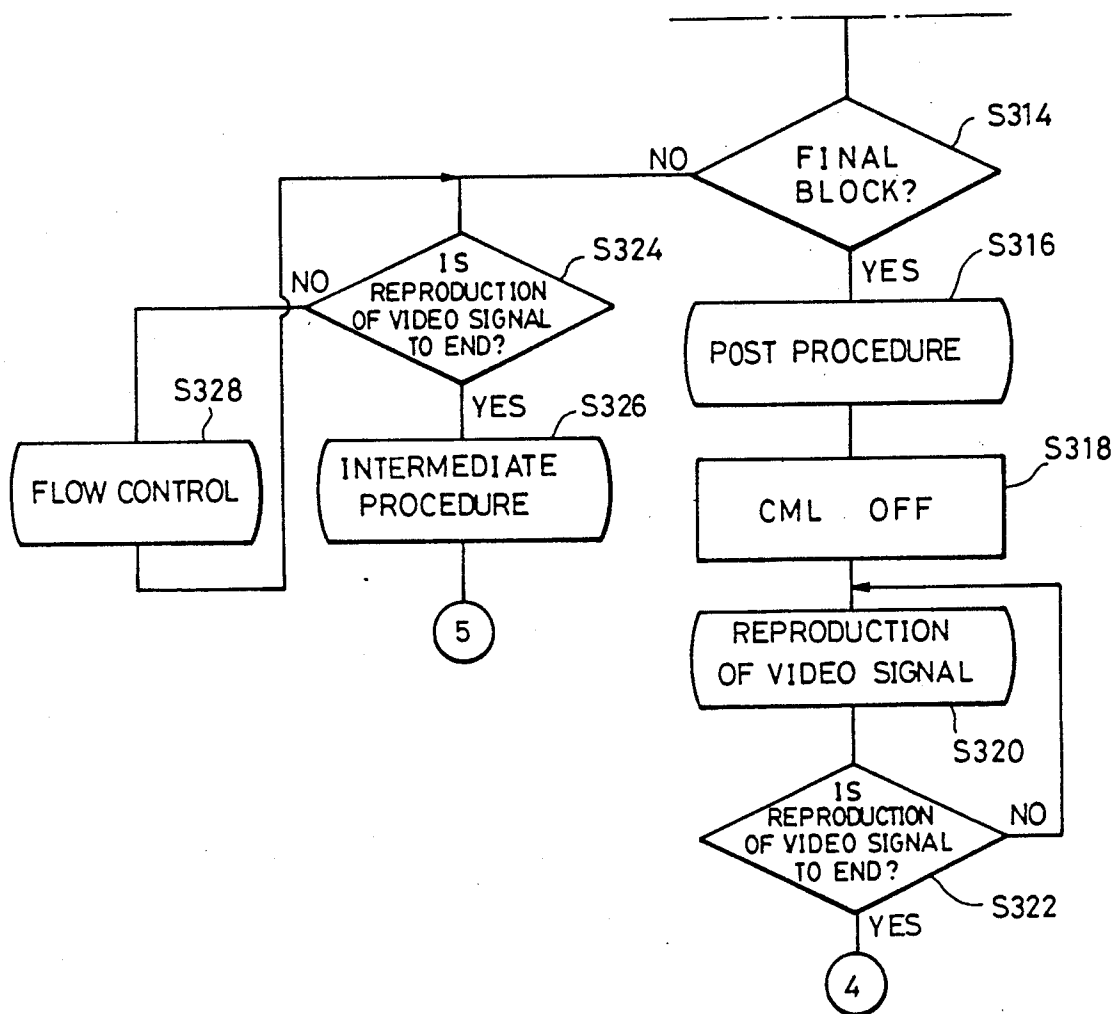 S314
FINAL
BLOCK?
NO
YES
S316
POST PROCEDURE
S318
CML OFF
REPRODUCTION
OF VIDEO SIGNAL
S320
IS
REPRODUCTION
OF VIDEO SIGNAL
TO END?
NO
S322
YES
4
S324
IS
REPRODUCTION
OF VIDEO SIGNAL
TO END?
NO
YES
S328
FLOW CONTROL
S326
INTERMEDIATE
PROCEDURE
5